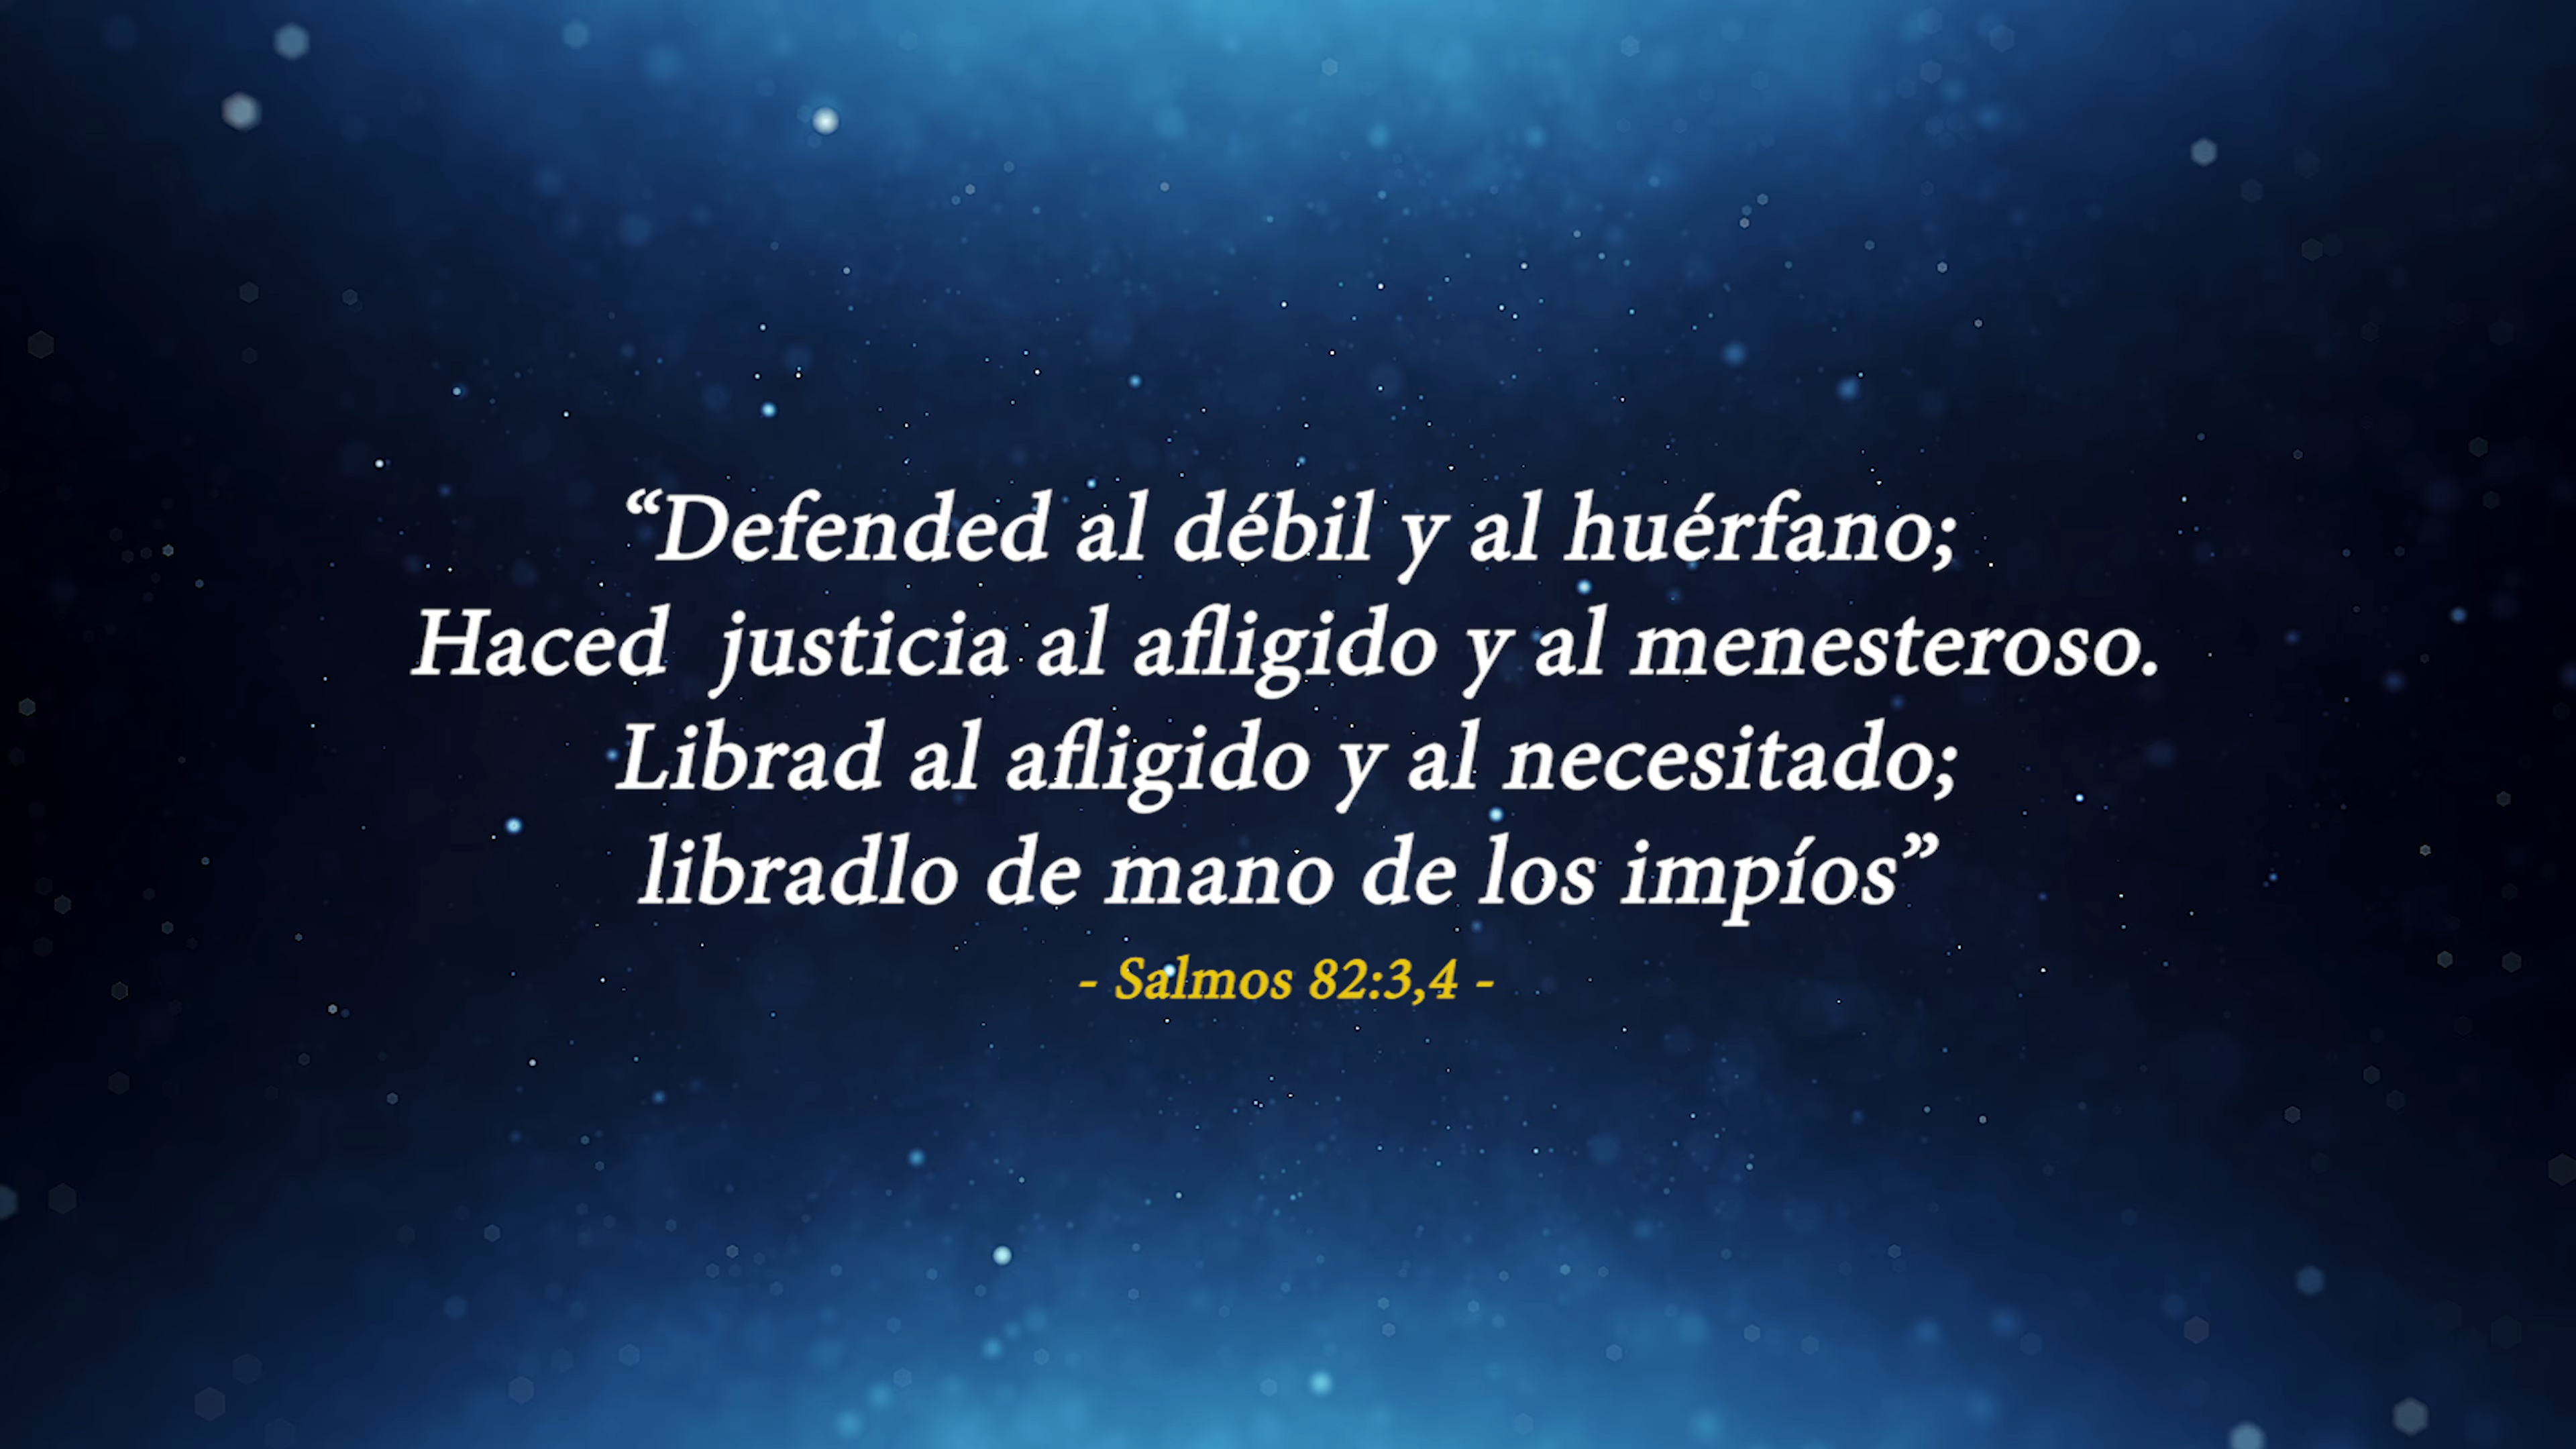 “Defended al débil y al huérfano;
Haced  justicia al afligido y al menesteroso.
Librad al afligido y al necesitado;
libradlo de mano de los impíos”
- Salmos 82:3,4 -